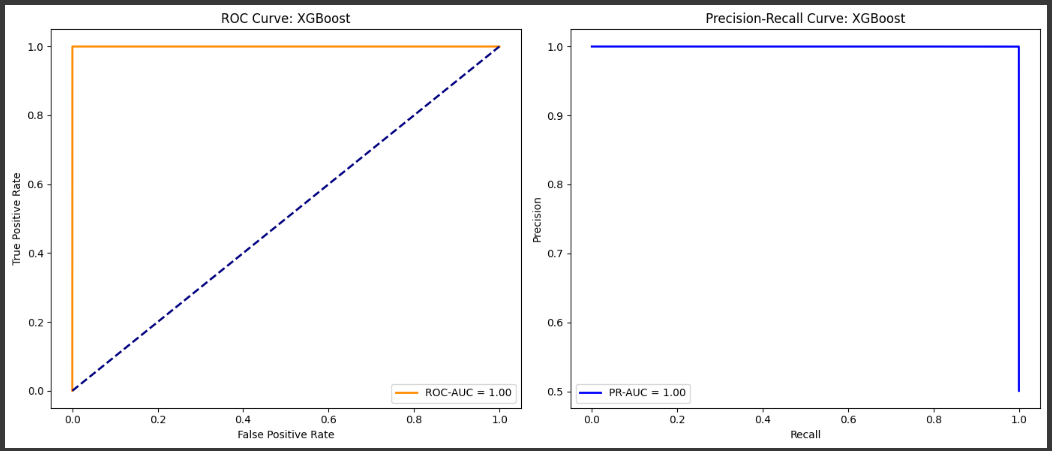 ROC Curve: XGBoost
1.0
0.8
0.6
0.4
0.2
0.0
True Positive Rate
0.0 0.2 0.4 0.6 0.8 1.0
False Positive Rate
ROC-AUC = 1.00
Precision-Recall Curve: XGBoost
1.0
0.9
0.8
0.7
0.6
0.5
Precision
0.0 0.2 0.4 0.6 0.8 1.0
Recall
PR-AUC = 1.00